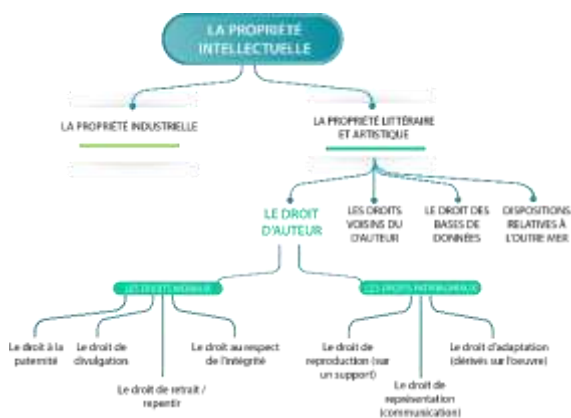 LA PROPRIÉTÉ
INTELLECTUELLE
LA PROPRIÉTÉ INDUSTRIELLE
LA PROPRIÉTÉ LITTÉRAIRE
ET ARTISTIQUE
LE DROIT
D'AUTEUR
LES DROITS
VOISINS DU
D'AUTEUR
LE DROIT DES
BASES DE
DONNÉES
DISPOSITIONS
RELATIVES À
L'OUTRE MER
LES DROITS MORAUX
LES DROITS PATRIMONIAUX
Le droit à la
paternité
Le droit de
divulgation
Le droit au respect
de l'intégrité
Le droit de retrait /
repentir
Le droit de
reproduction (sur
un support)
Le droit d'adaptation
(dérivés sur l'oeuvre)
Le droit de
représentation
(communication)